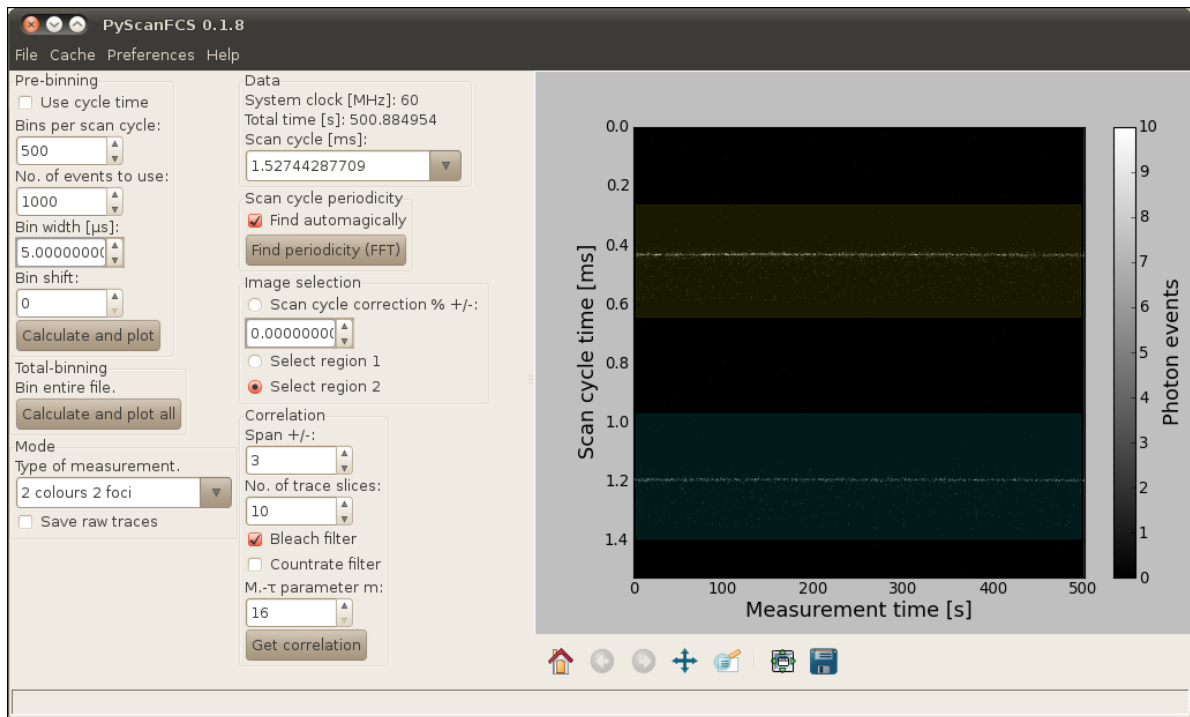 PyScanFCS 0.1.8
File Cache Preferences Help
Pre-binning
Use cycle time
Bins per scan cycle:
500
No. of events to use:
1000
Bin width [µs]:
5.0000000
Bin shift:
0
Calculate and plot
Total-binning
Bin entire file.
Calculate and plot all
Mode
Type of measurement.
2 colours 2 foci
Save raw traces
Data
System clock [MHz]: 60
Total time [s]: 500.884954
Scan cycle [ms]:
1.52744287709
Scan cycle periodicity
Find automagically
Find periodicity (FFT)
Image selection
Scan cycle correction % +/-:
0.0000000
Select region 1
Select region 2
Correlation
Span +/-:
3
No. of trace slices:
10
Bleach filter
Countrate filter
M.-τ parameter m:
16
Get correlation
Scan cycle time [ms]
0.0
0.2
0.4
0.6
0.8
1.0
1.2
1.4
0 100 200 300 400 500
Measurement time [s]
10
9
8
7
6
5
4
3
2
1
0
Photon events